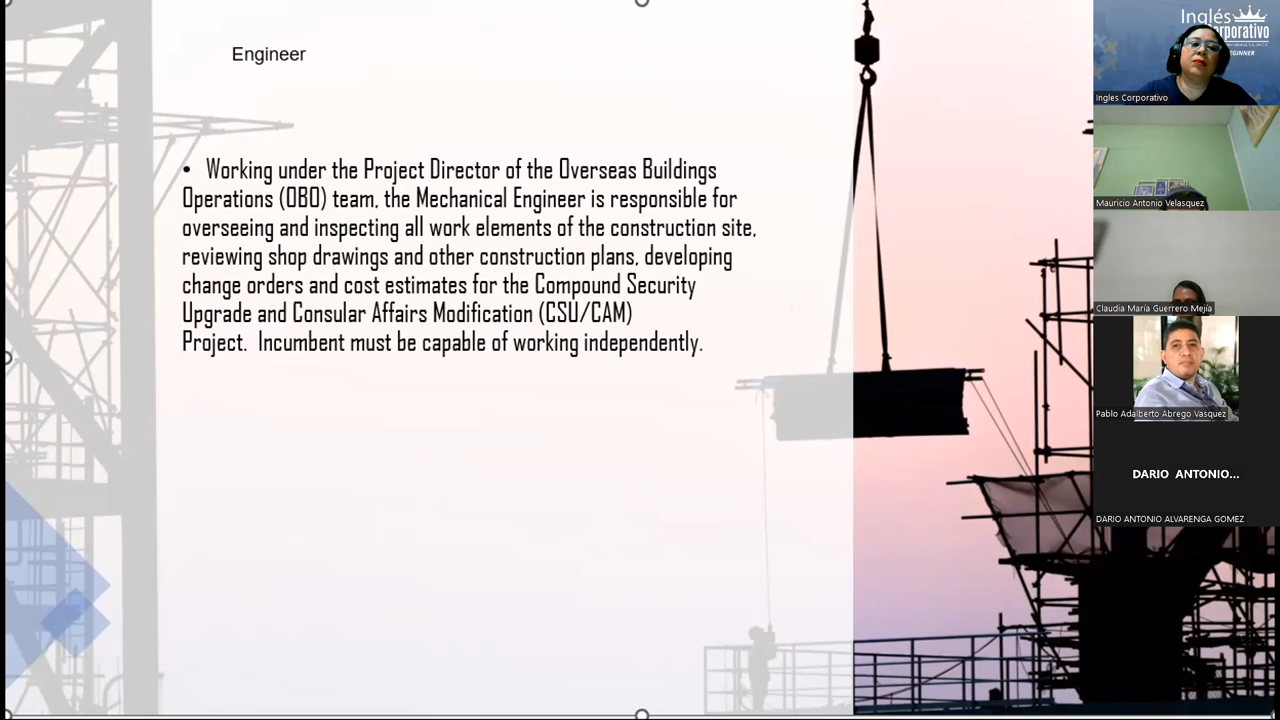 Engineer
• Working under the Project Director of the Overseas Buildings
Operations (OBO) team, the Mechanical Engineer is responsible for
overseeing and inspecting all work elements of the construction site,
reviewing shop drawings and other construction plans, developing
change orders and cost estimates for the Compound Security
Upgrade and Consular Affairs Modification (CSU/CAM)
Project. Incumbent must be capable of working independently.
Inglés
Corporativo
Ingles Corporativo
Mauricio Antonio Velasquez
Claudia María Guerrero Mejía
Pablo Adalberto Abrego Vasquez
DARIO ANTONIO...
DARIO ANTONIO ALVARENGA GOMEZ